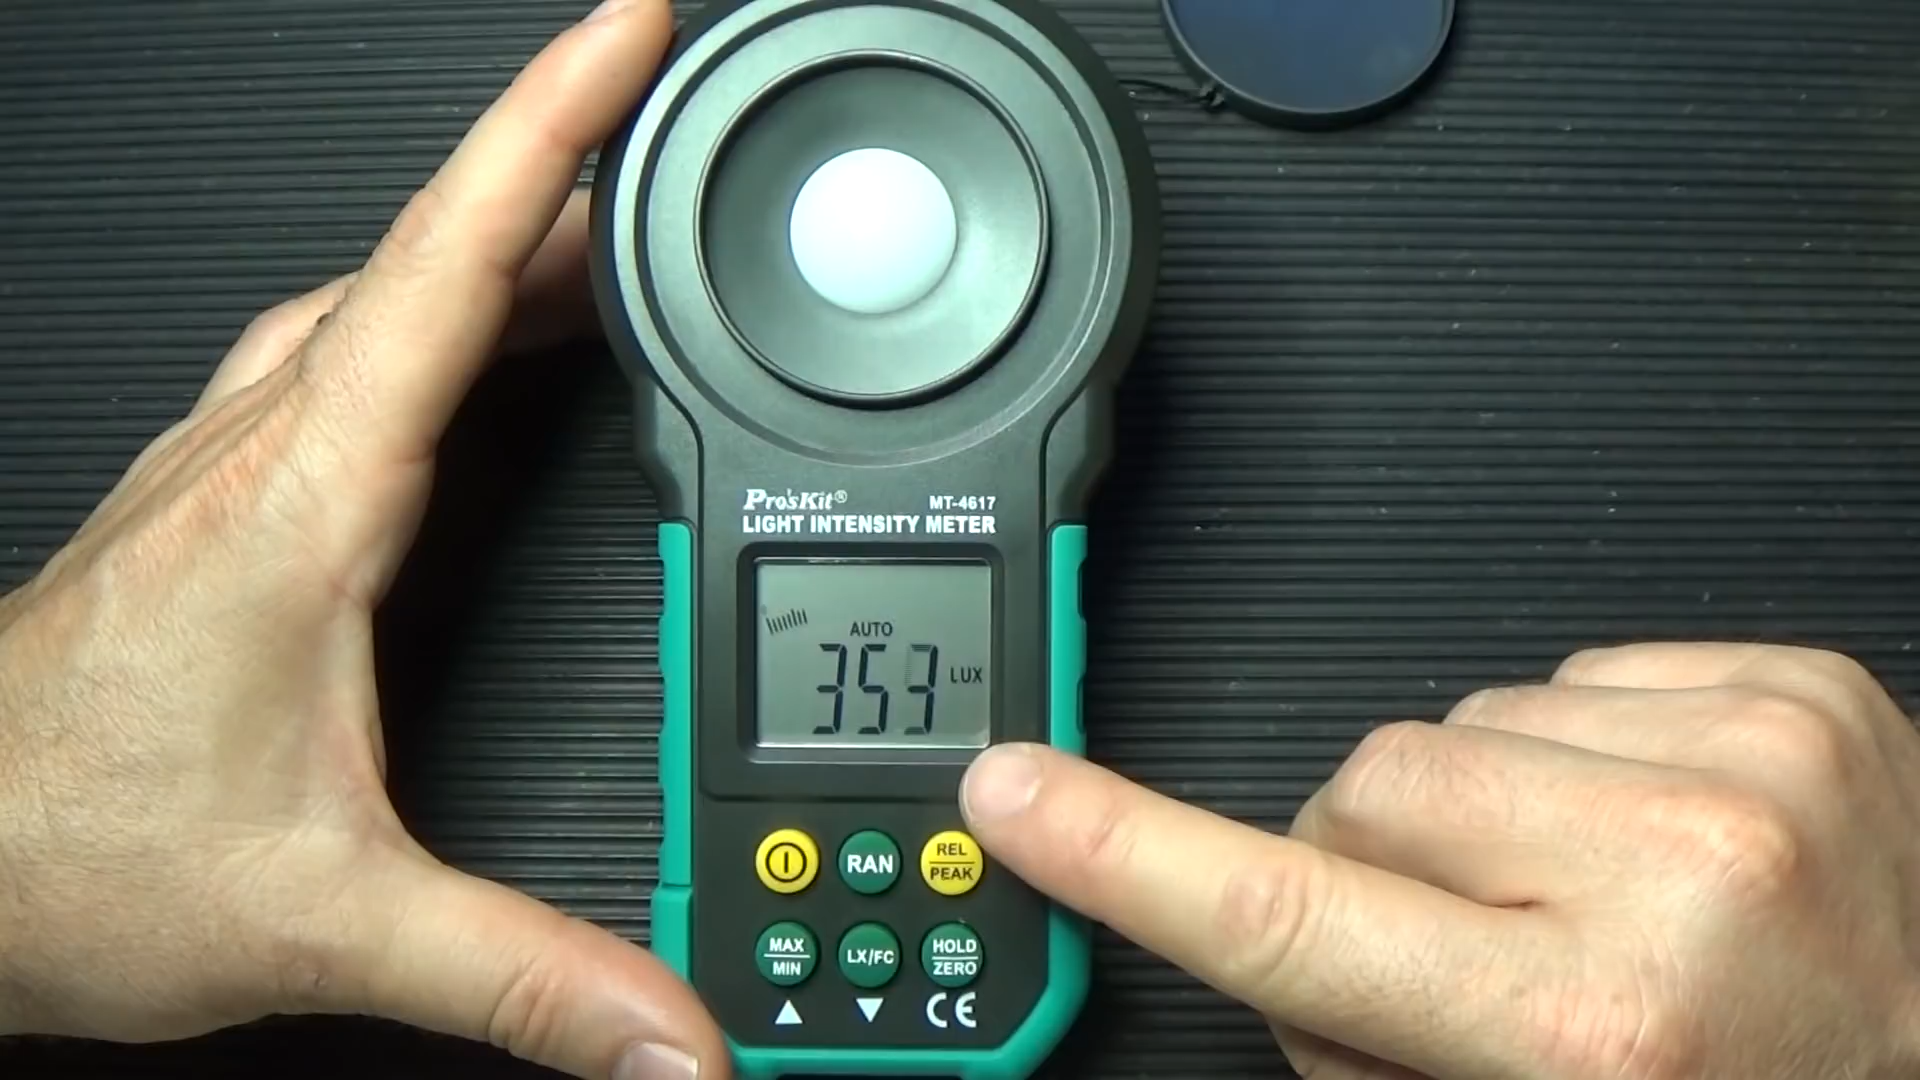 Pro'sKit® MT-4617
LIGHT INTENSITY METER
AUTO
353 LUX
RAN
REL
PEAK
MAX
MIN
LX/FC
HOLD
ZERO
CE